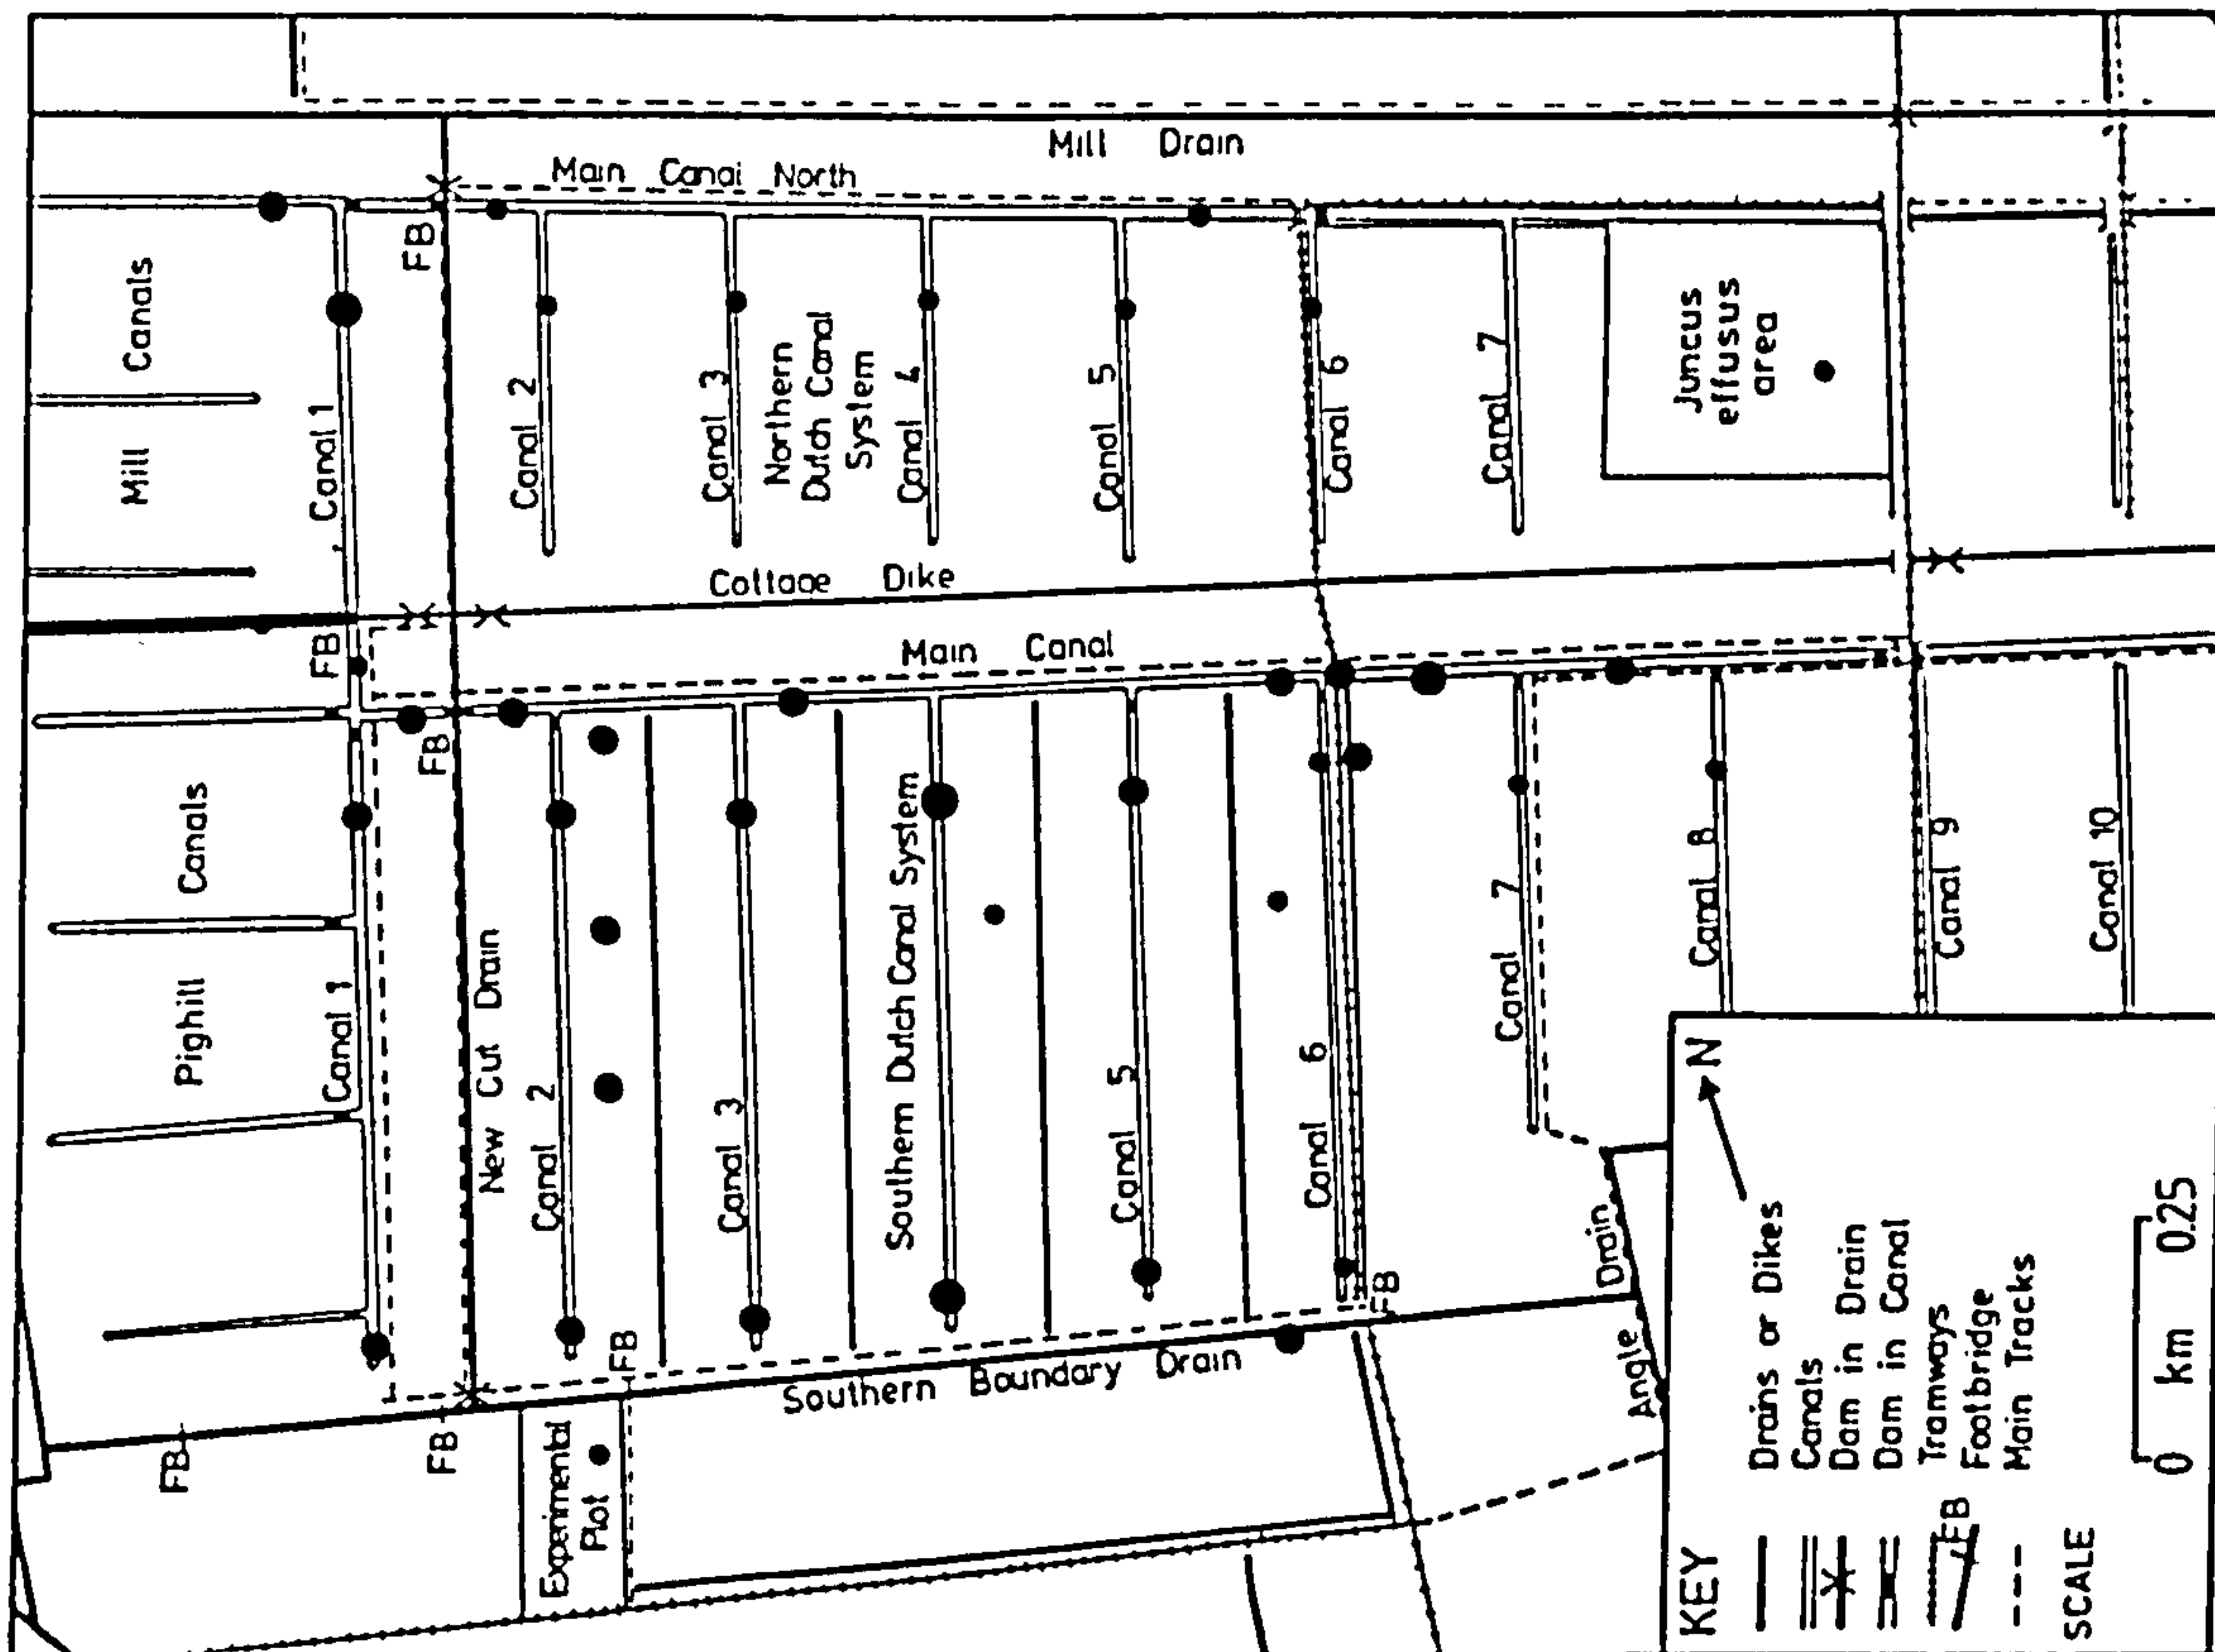 Mill Drain
Main Canal North
FB
Mill Canals
Canal 1
Canal 2
Canal 3
Northern
Dutch Canal
System
Canal 4
Canal 5
Canal 6
Canal 7
Juncus
effusus
area
Cottage Dike
FB
Main Canal
FB
Pighill Canals
Canal 1
New Cut Drain
Canal 2
Canal 3
Southern Dutch Canal System
Canal 5
Canal 6
Canal 7
Canal 8
Canal 9
Canal 10
FB
FB
FB
FB
Southern Boundary Drain
Angle Drain
Experimental
Plot
N
KEY
Drains or Dikes
Canals
Dam in Drain
Dam in Canal
Tramways
FB Footbridge
Main Tracks
SCALE
0 km 0.25